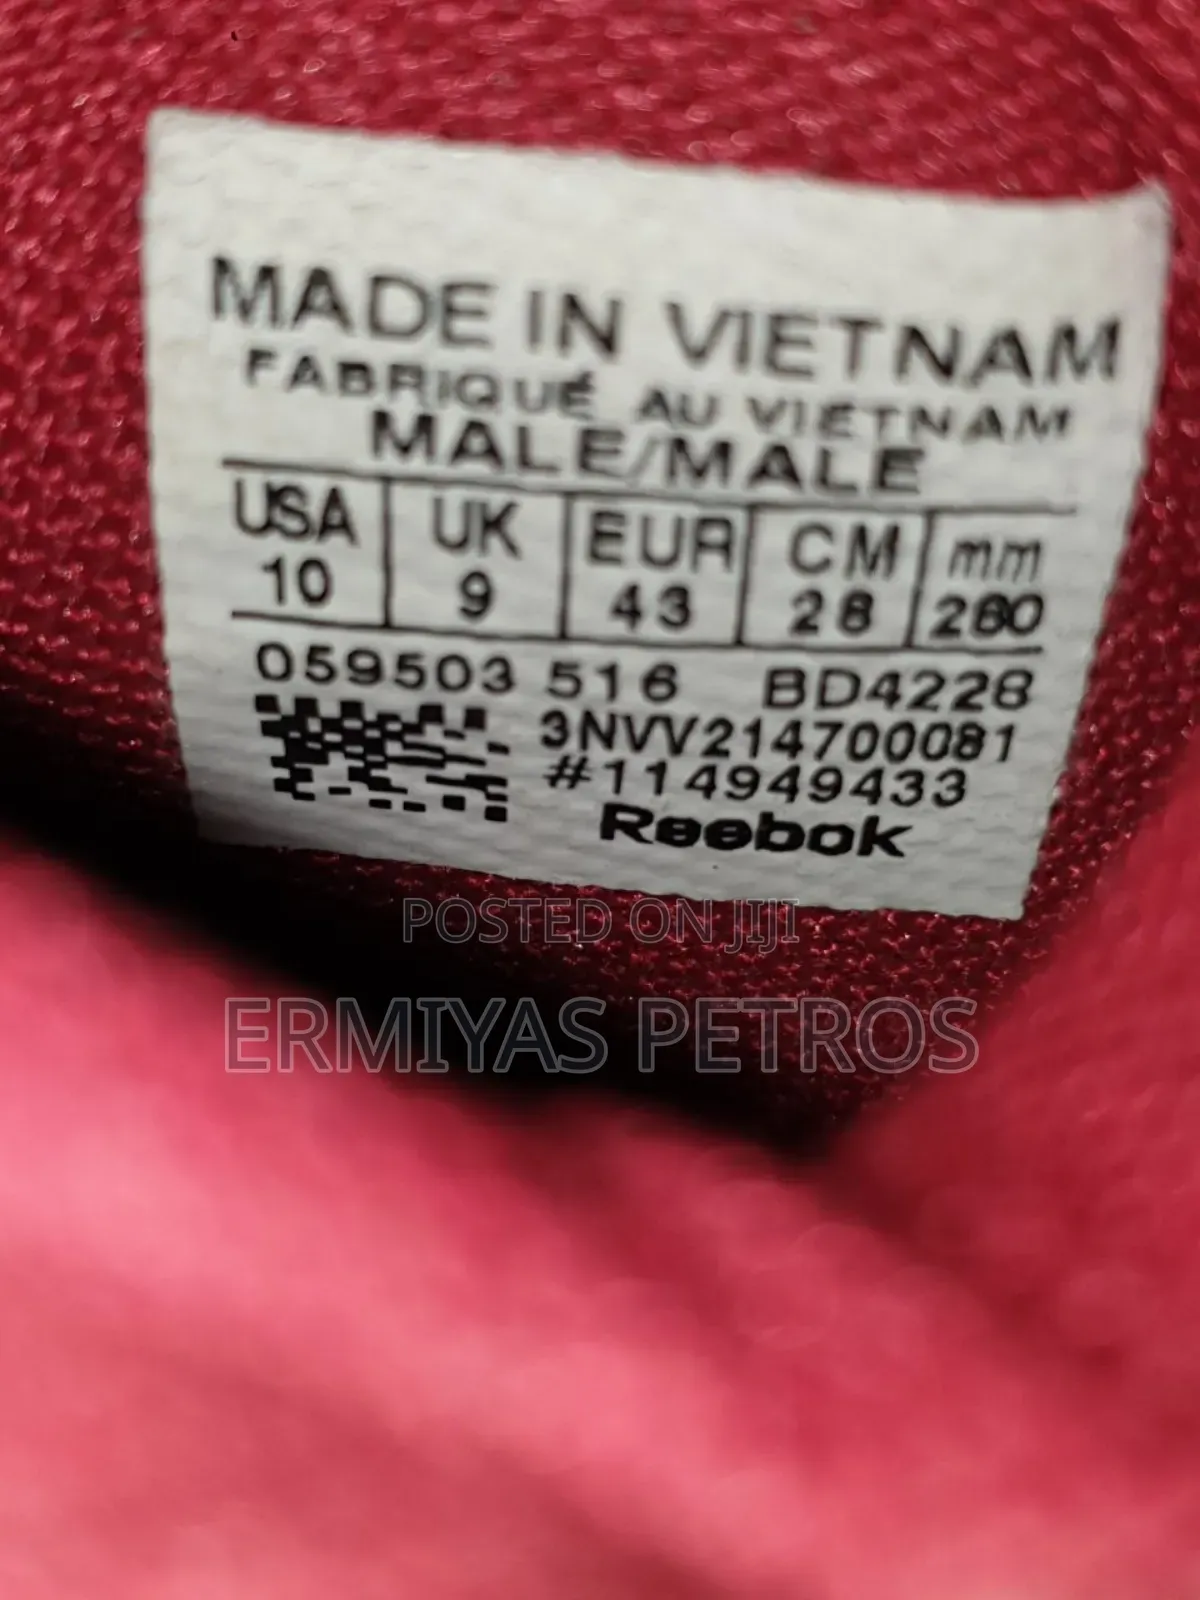 MADE IN VIETNAM
FABRIQUÉ AU VIETNAM
MALE/MALE
USA UK EUR CM mm
10 9 43 28 280
059503 516 BD4228
3NVV214700081
#114949433
Reebok
POSTED ON JIJI
ERMIYAS PETROS